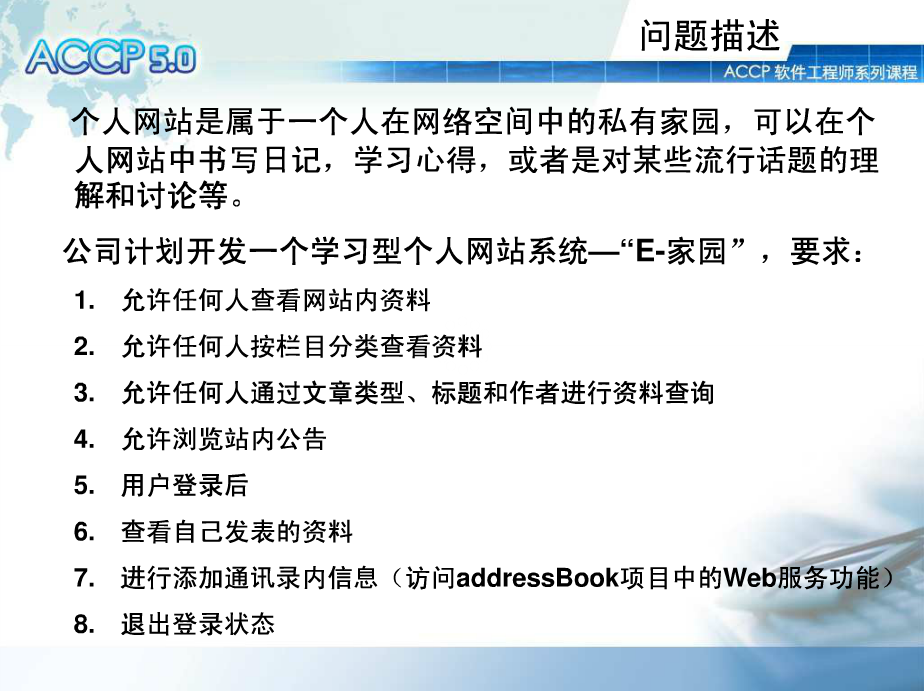 问题描述
ACCP 5.0
ACCP 软件工程师系列课程
个人网站是属于一个人在网络空间中的私有家园，可以在个
人网站中书写日记，学习心得，或者是对某些流行话题的理
解和讨论等。
公司计划开发一个学习型个人网站系统—“E-家园”，要求：
1. 允许任何人查看网站内资料
2. 允许任何人按栏目分类查看资料
3. 允许任何人通过文章类型、标题和作者进行资料查询
4. 允许浏览站内公告
5. 用户登录后
6. 查看自己发表的资料
7. 进行添加通讯录内信息（访问addressBook项目中的Web服务功能）
8. 退出登录状态